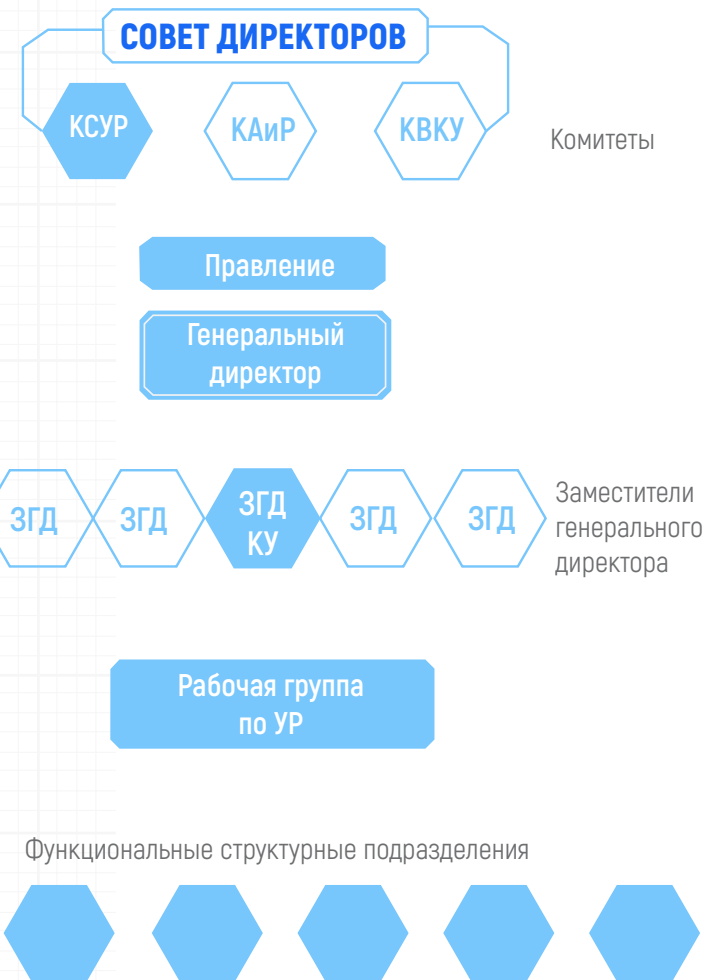 СОВЕТ ДИРЕКТОРОВ
КСУР
КАиР
КВКУ
Комитеты
Правление
Генеральный
директор
ЗГД
ЗГД
ЗГД
КУ
ЗГД
ЗГД
Заместители
генерального
директора
Рабочая группа
по УР
Функциональные структурные подразделения